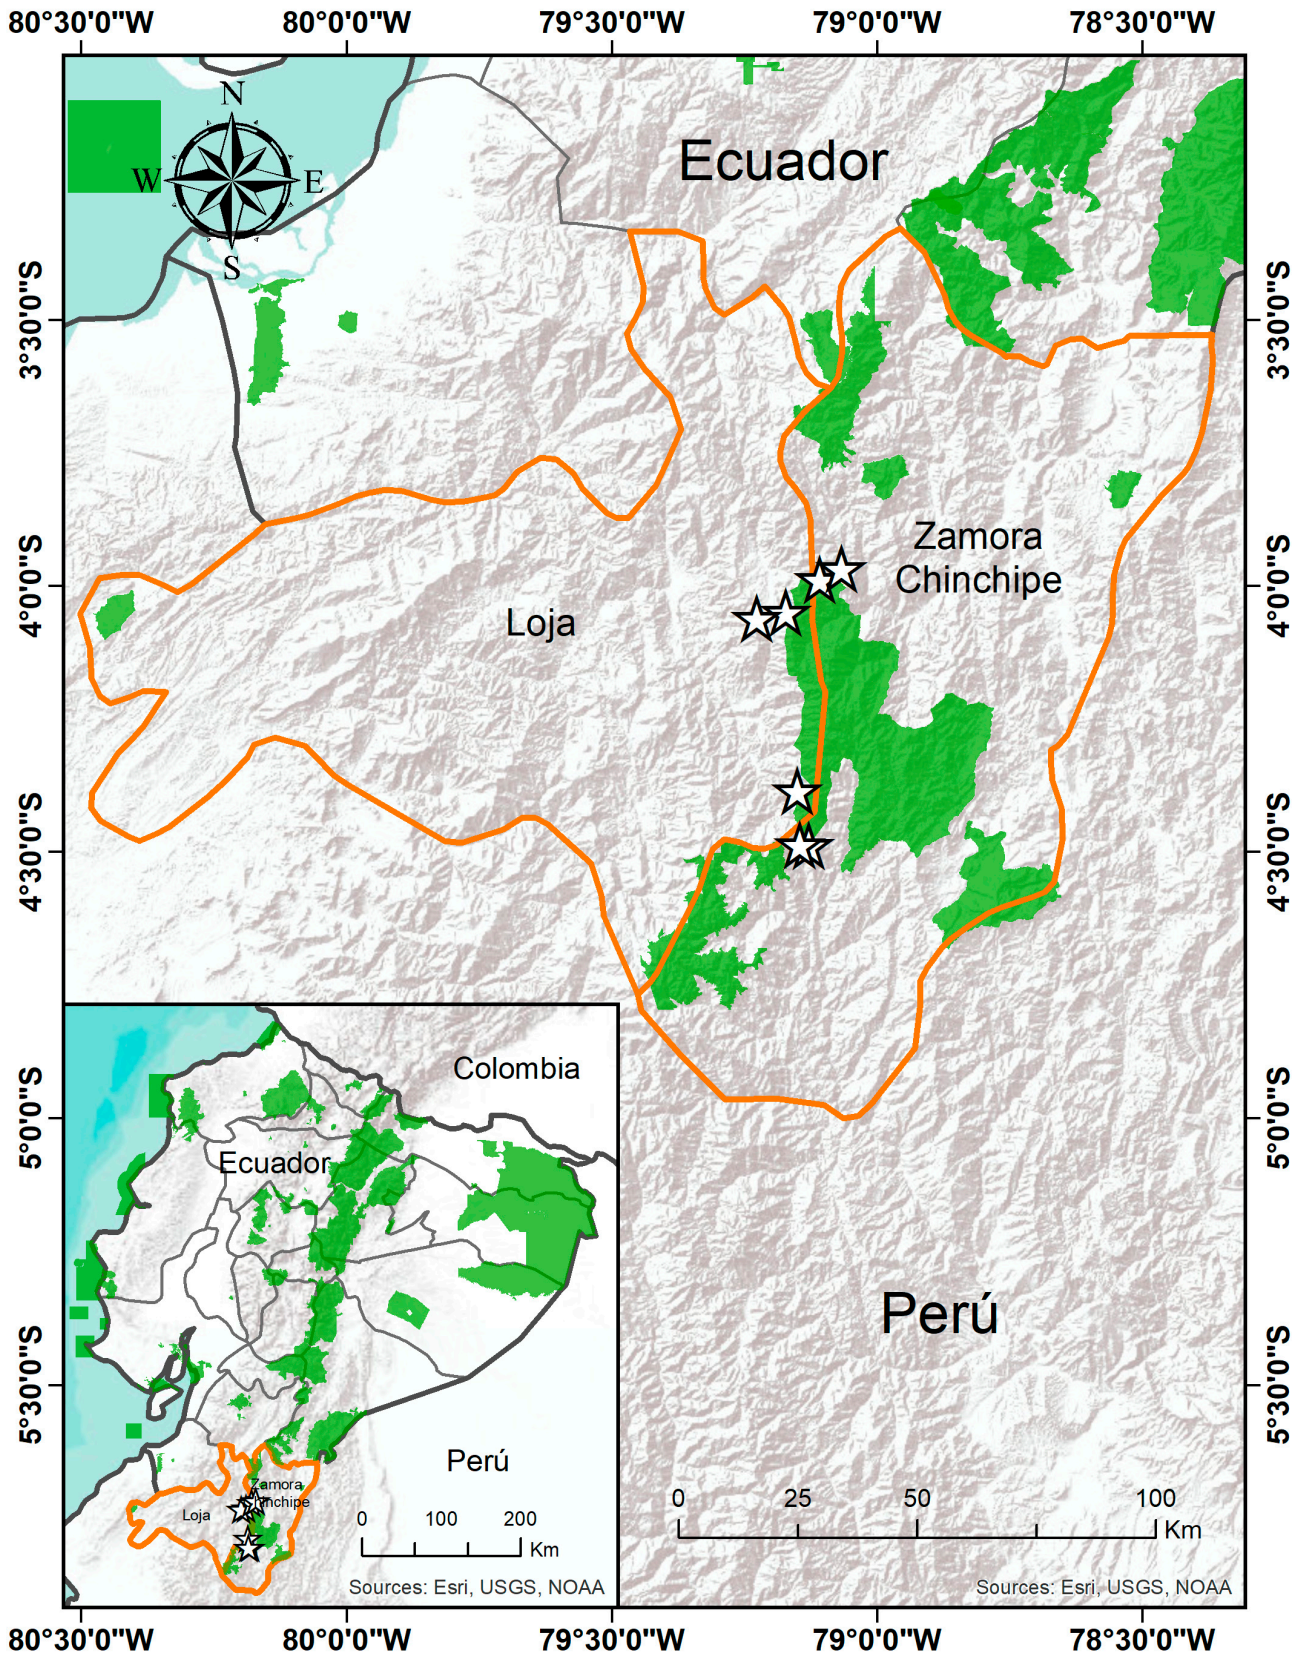 80°30'0"W 80°0'0"W 79°30'0"W 79°0'0"W 78°30'0"W
N
W E
S
Ecuador
3°30'0"S 3°30'0"S
Zamora
Chinchipe
4°0'0"S 4°0'0"S
Loja
4°30'0"S 4°30'0"S
Colombia
5°0'0"S 5°0'0"S
Ecuador
Perú
5°30'0"S 5°30'0"S
Perú
Zamora
Chinchipe
Loja
0 100 200
Km
Sources: Esri, USGS, NOAA
0 25 50 100
Km
Sources: Esri, USGS, NOAA
80°30'0"W 80°0'0"W 79°30'0"W 79°0'0"W 78°30'0"W